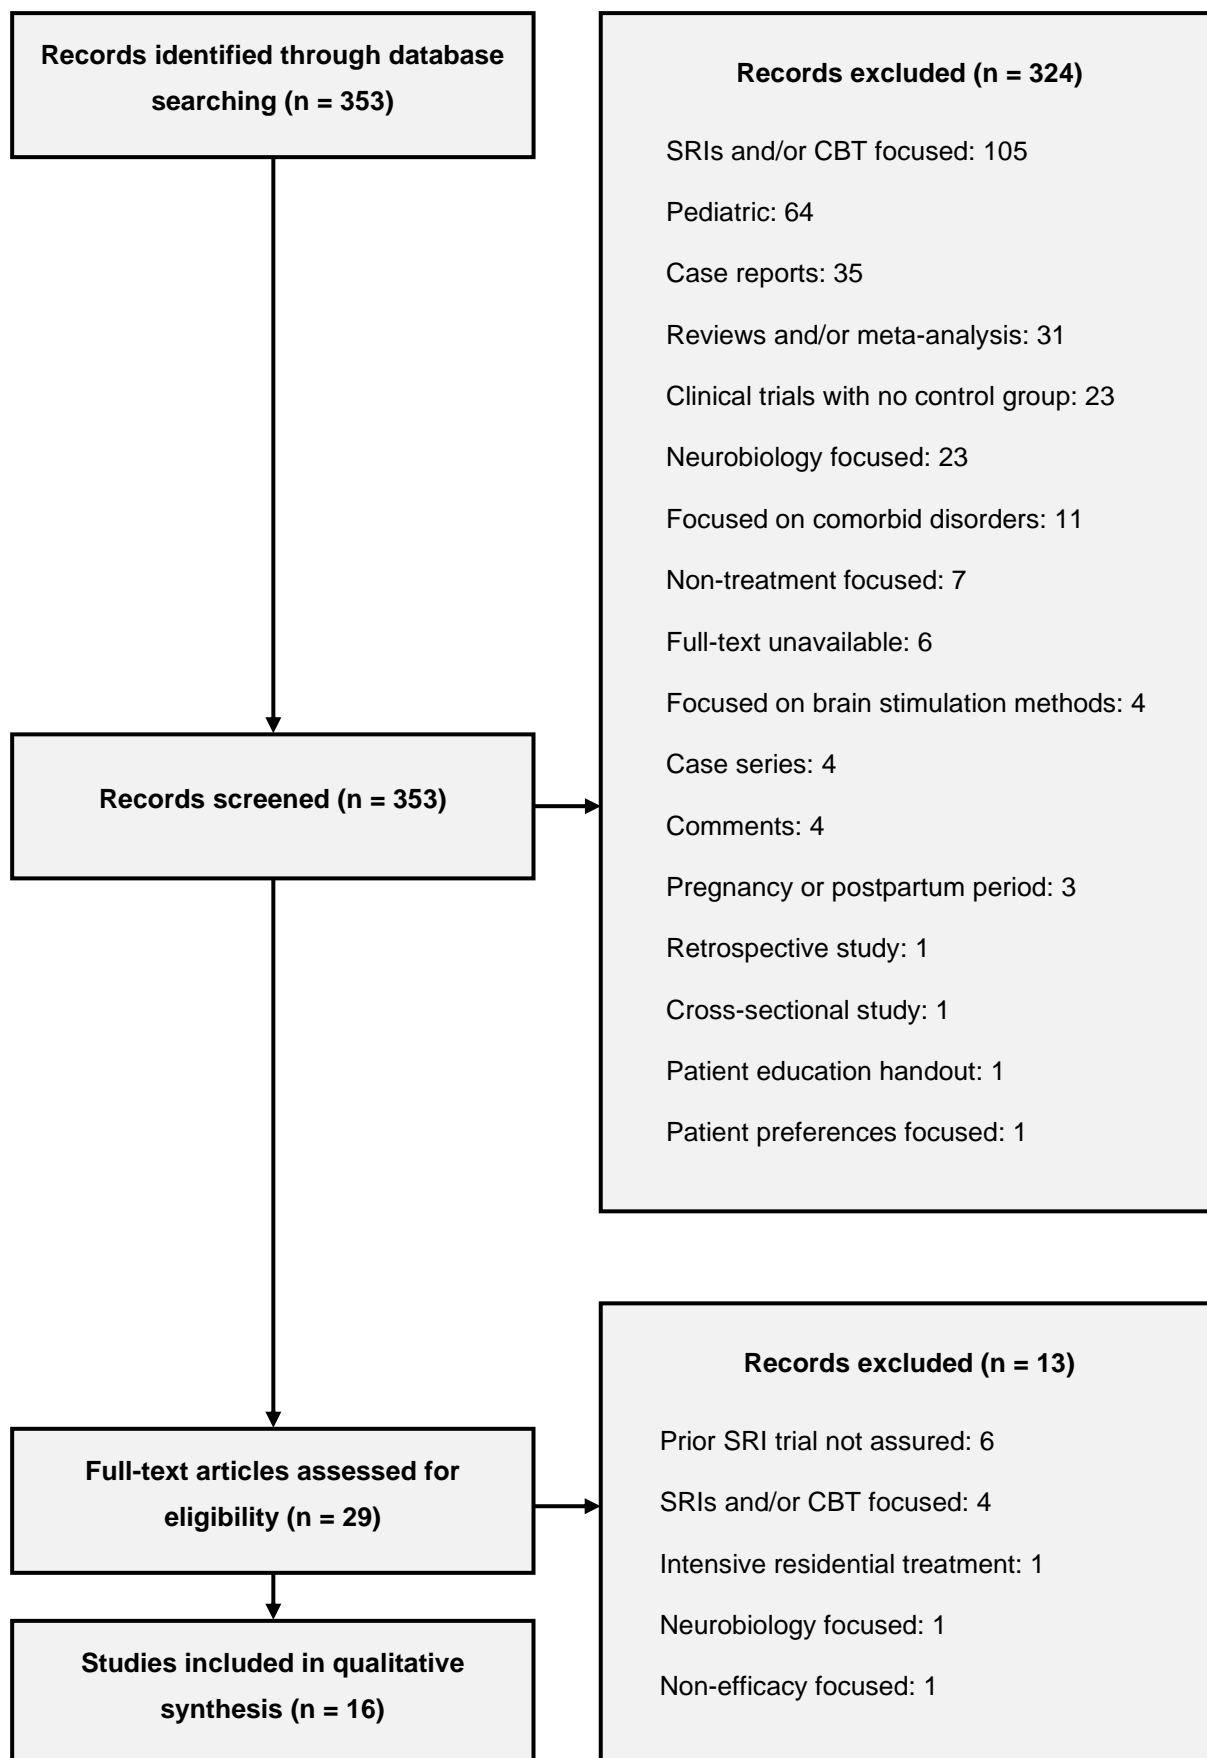 Records identified through database
searching (n = 353)
Records excluded (n = 324)
SRIs and/or CBT focused: 105
Pediatric: 64
Case reports: 35
Reviews and/or meta-analysis: 31
Clinical trials with no control group: 23
Neurobiology focused: 23
Focused on comorbid disorders: 11
Non-treatment focused: 7
Full-text unavailable: 6
Focused on brain stimulation methods: 4
Case series: 4
Comments: 4
Pregnancy or postpartum period: 3
Retrospective study: 1
Cross-sectional study: 1
Patient education handout: 1
Patient preferences focused: 1
Records screened (n = 353)
Records excluded (n = 13)
Prior SRI trial not assured: 6
SRIs and/or CBT focused: 4
Intensive residential treatment: 1
Neurobiology focused: 1
Non-efficacy focused: 1
Full-text articles assessed for
eligibility (n = 29)
Studies included in qualitative
synthesis (n = 16)